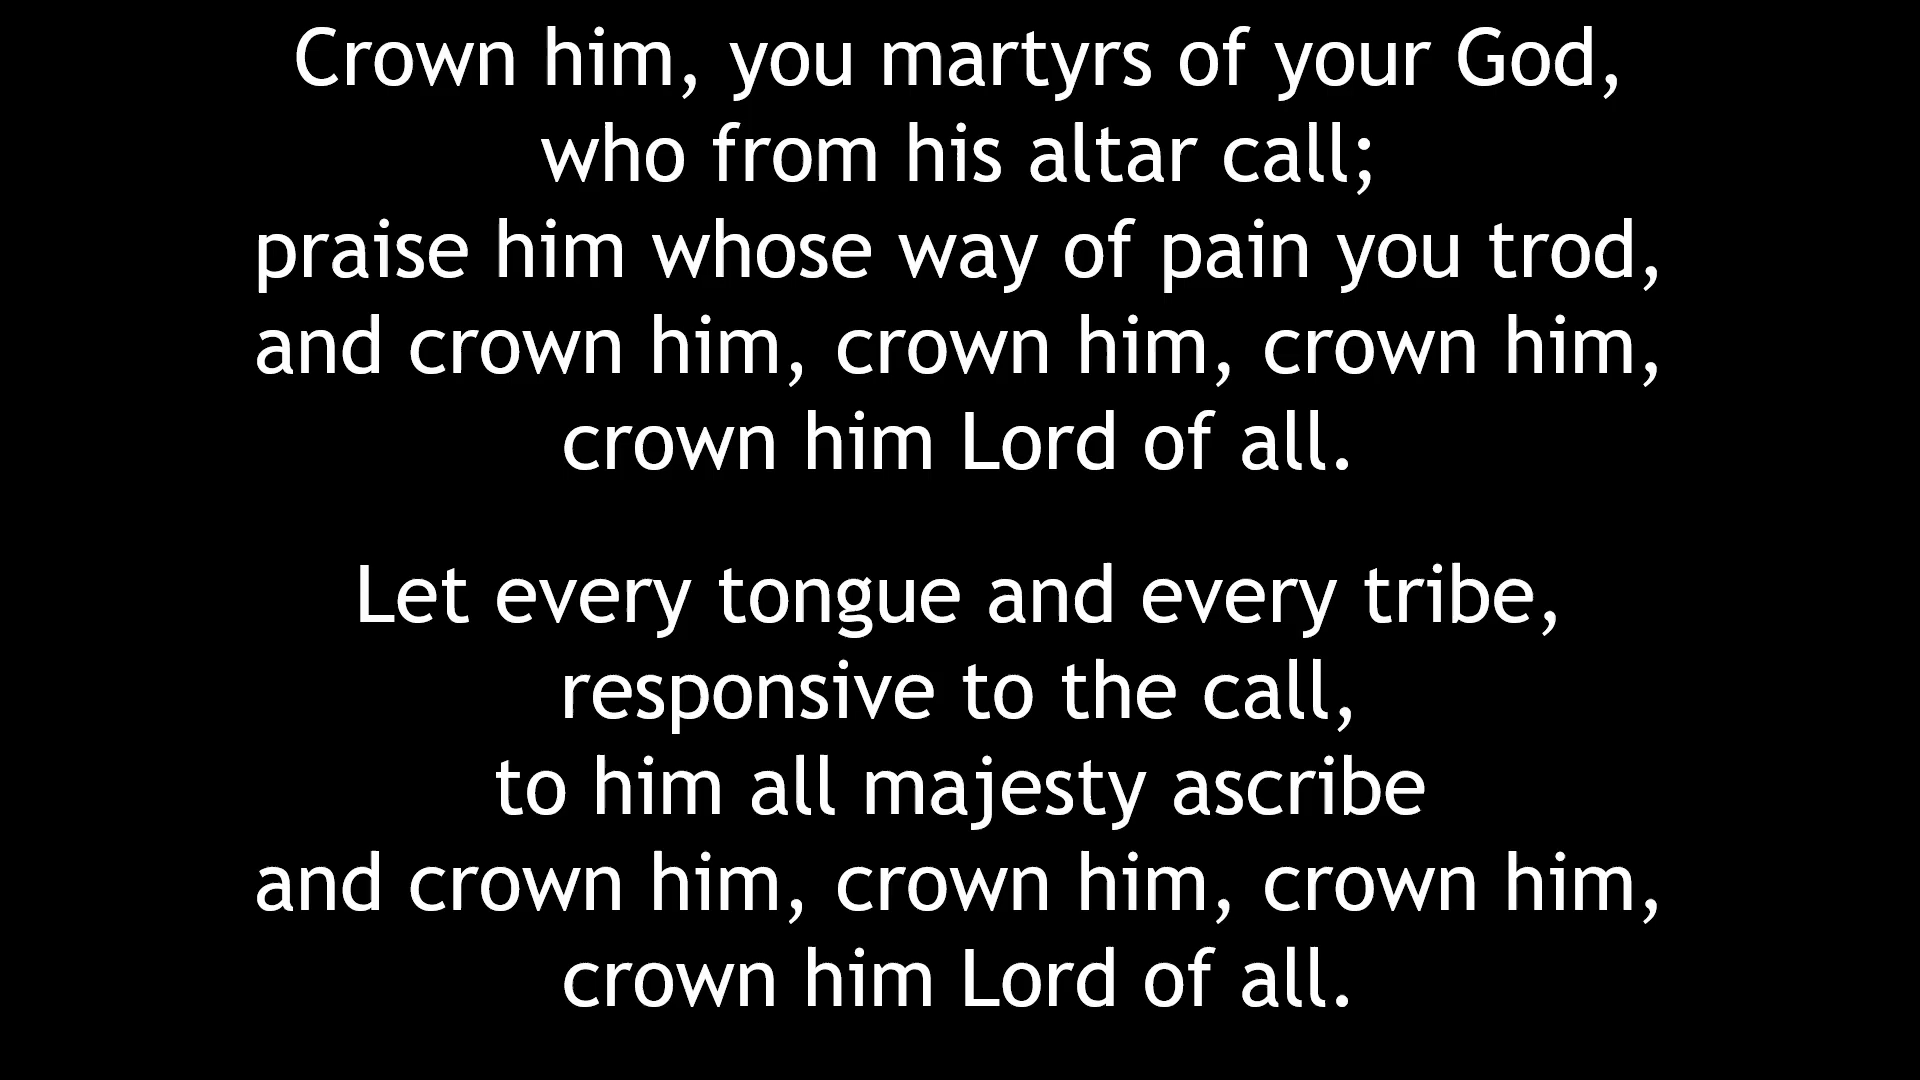 Crown him, you martyrs of your God,
who from his altar call;
praise him whose way of pain you trod,
and crown him, crown him, crown him,
crown him Lord of all.
Let every tongue and every tribe,
responsive to the call,
to him all majesty ascribe
and crown him, crown him, crown him,
crown him Lord of all.